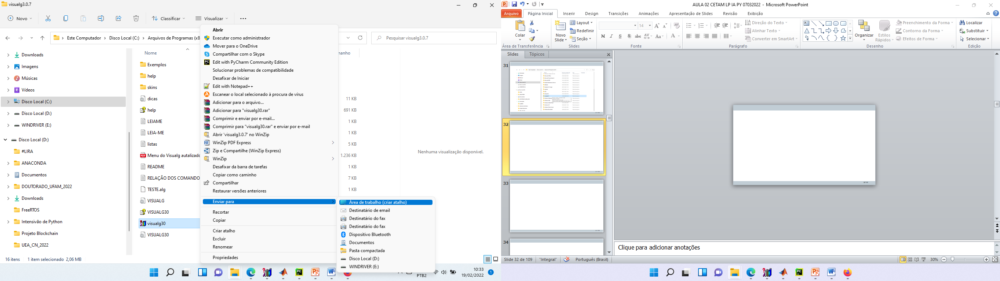 visualg3.0.7
Novo
Classificar
Visualizar
Este Computador
Disco Local (C:)
Arquivos de Programas (x8
Pesquisar visualg3.0.7
Downloads
Imagens
Músicas
Vídeos
Disco Local (C:)
Disco Local (D:)
WINDRIVER (E:)
Disco Local (D:)
#LIRA
ANACONDA
Documentos
DOUTORADO_UFAM_2022
Downloads
FreeRTOS
Intensivão de Python
Projeto Blockchain
UEA_CN_2022
Nome
Exemplos
help
skins
dicas
help
LEIAME
LEIA-ME
listas
Menu do Visualg autalizado
README
RELAÇÃO DOS COMANDO
TESTE.alg
VISUALG
VISUALG30
visualg30
VISUALG30
Abrir
Executar como administrador
Mover para o OneDrive
Compartilhar com o Skype
Edit with PyCharm Community Edition
Solucionar problemas de compatibilidade
Desafixar de Iniciar
Edit with Notepad++
Escanear o local selecionado à procura de vírus
Adicionar para o arquivo...
Adicionar para "visualg30.rar"
Comprimir e enviar por e-mail...
Comprimir para "visualg30.rar" e enviar por e-mail
Abrir 'visualg3.0.7' no WinZip
WinZip PDF Express
Zip e Compartilhe (WinZip Express)
WinZip
Desafixar da barra de tarefas
Copiar como caminho
Compartilhar
Restaurar versões anteriores
Enviar para
Recortar
Copiar
Criar atalho
Excluir
Renomear
Propriedades
Área de trabalho (criar atalho)
Destinatário de email
Destinatário do fax
Destinatário do fax
Dispositivo Bluetooth
Documentos
Pasta compactada
Disco Local (D:)
WINDRIVER (E:)
manho
11 KB
691 KB
1 KB
1 KB
5 KB
1.236 KB
1 KB
7 KB
1 KB
Nenhuma visualização disponível.
16 itens
1 item selecionado 2,06 MB
PTB2
10:33
19/02/2022
1
AULA 02 CETAM LP IA PY 07032022 - Microsoft PowerPoint
Arquivo
Página Inicial
Inserir
Design
Transições
Animações
Apresentação de Slides
Revisão
Exibição
Colar
Área de Transferência
Novo
Slide
Layout
Redefinir
Seção
Slides
14
Fonte
Direção do Texto
Alinhar Texto
Converter em SmartArt
Parágrafo
Organizar
Estilos
Rápidos
Preenchimento da Forma
Contorno da Forma
Efeitos de Forma
Desenho
Localizar
Substituir
Selecionar
Edição
Slides
Tópicos
31
32
33
34
Clique para adicionar anotações
Slide 32 de 109
"Integral"
Português (Brasil)
30%